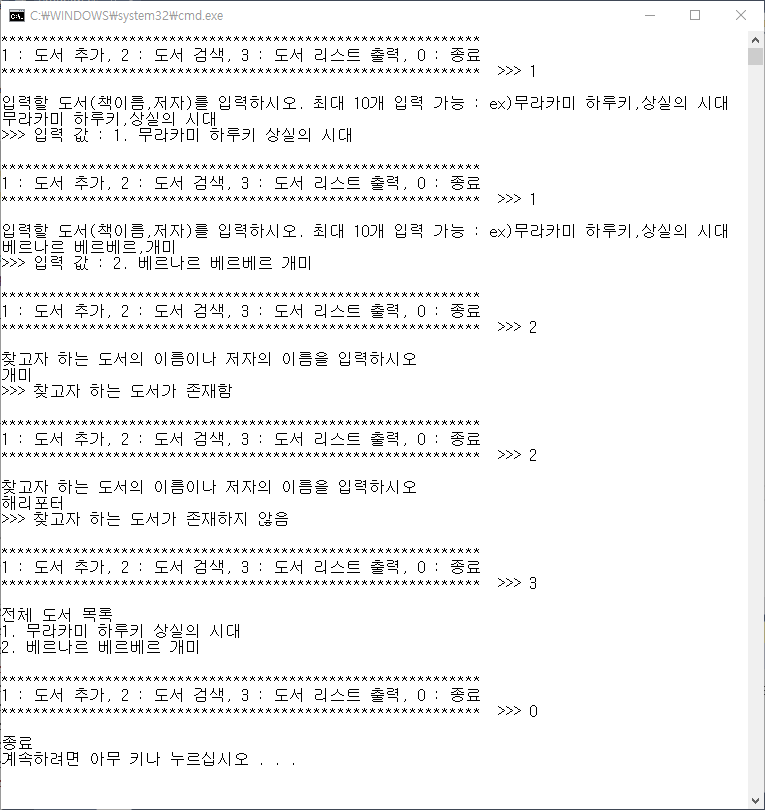 C:\WINDOWS\system32\cmd.exe
************************************************************
1 : 도서 추가, 2 : 도서 검색, 3 : 도서 리스트 출력, 0 : 종료
************************************************************  >>> 1
입력할 도서(책이름,저자)를 입력하시오. 최대 10개 입력 가능 : ex)무라카미 하루키,상실의 시대
무라카미 하루키,상실의 시대
>>> 입력 값 : 1. 무라카미 하루키 상실의 시대
************************************************************
1 : 도서 추가, 2 : 도서 검색, 3 : 도서 리스트 출력, 0 : 종료
************************************************************  >>> 1
입력할 도서(책이름,저자)를 입력하시오. 최대 10개 입력 가능 : ex)무라카미 하루키,상실의 시대
베르나르 베르베르,개미
>>> 입력 값 : 2. 베르나르 베르베르 개미
************************************************************
1 : 도서 추가, 2 : 도서 검색, 3 : 도서 리스트 출력, 0 : 종료
************************************************************  >>> 2
찾고자 하는 도서의 이름이나 저자의 이름을 입력하시오
개미
>>> 찾고자 하는 도서가 존재함
************************************************************
1 : 도서 추가, 2 : 도서 검색, 3 : 도서 리스트 출력, 0 : 종료
************************************************************  >>> 2
찾고자 하는 도서의 이름이나 저자의 이름을 입력하시오
해리포터
>>> 찾고자 하는 도서가 존재하지 않음
************************************************************
1 : 도서 추가, 2 : 도서 검색, 3 : 도서 리스트 출력, 0 : 종료
************************************************************  >>> 3
전체 도서 목록
1. 무라카미 하루키 상실의 시대
2. 베르나르 베르베르 개미
************************************************************
1 : 도서 추가, 2 : 도서 검색, 3 : 도서 리스트 출력, 0 : 종료
************************************************************  >>> 0
종료
계속하려면 아무 키나 누르십시오 . . .